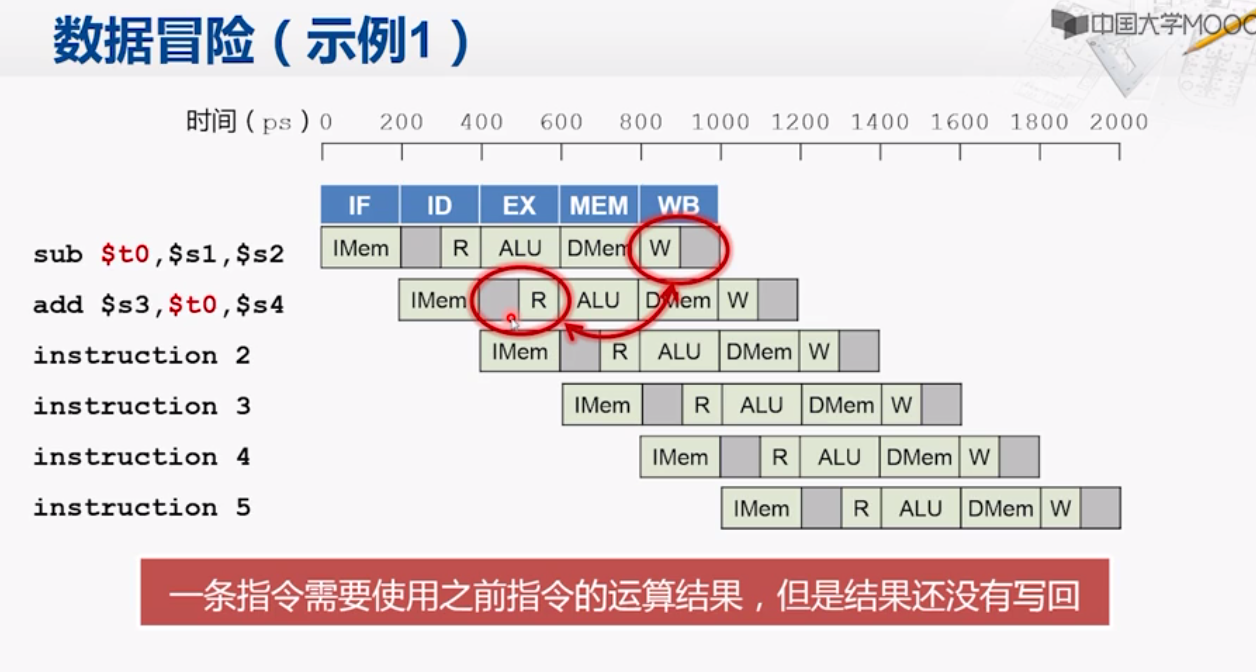 数据冒险（示例1）
中国大学MOOC
时间（ps）0 200 400 600 800 1000 1200 1400 1600 1800 2000
IF ID EX MEM WB
sub $t0,$s1,$s2 IMem R ALU DMem W
add $s3,$t0,$s4 IMem R ALU DMem W
instruction 2 IMem R ALU DMem W
instruction 3 IMem R ALU DMem W
instruction 4 IMem R ALU DMem W
instruction 5 IMem R ALU DMem W
一条指令需要使用之前指令的运算结果，但是结果还没有写回